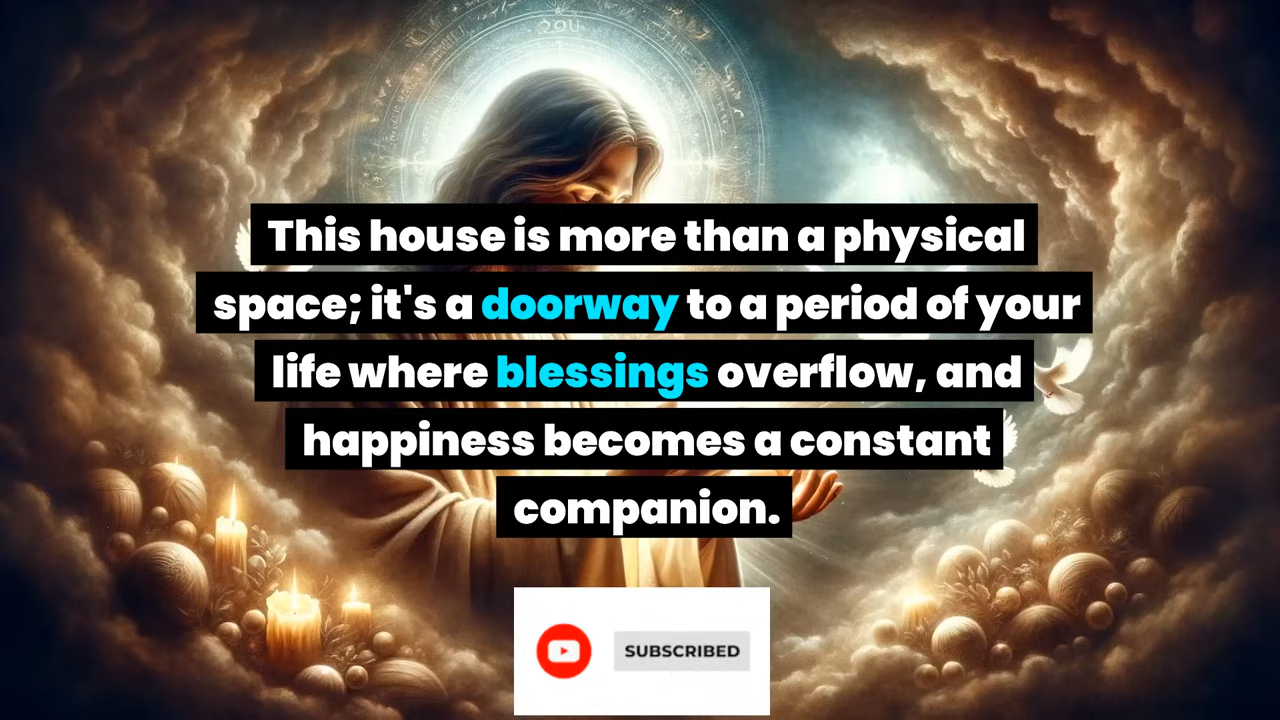 This house is more than a physical
space; it's a doorway to a period of your
life where blessings overflow, and
happiness becomes a constant
companion.
SUBSCRIBED